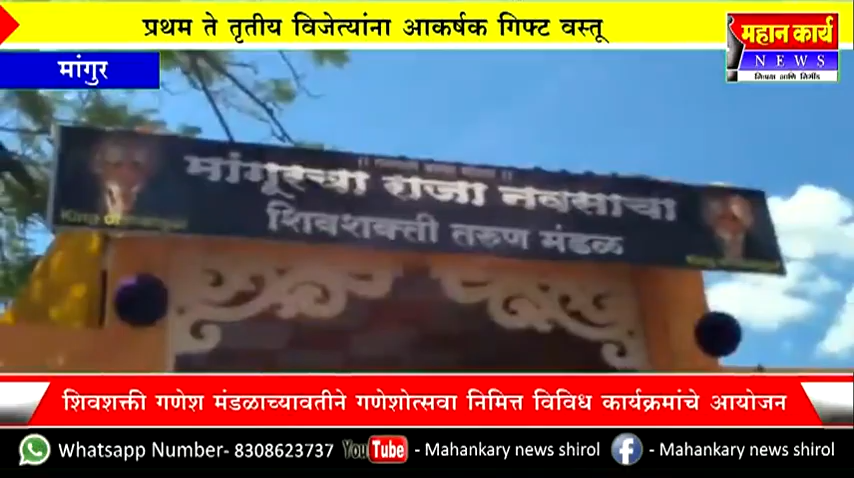 प्रथम ते तृतीय विजेत्यांना आकर्षक गिफ्ट वस्तू
महान कार्य
NEWS
मांगुर
मांगूरचा राजा नवसाचा
शिवशक्ती तरुण मंडळ
शिवशक्ती गणेश मंडळाच्यावतीने गणेशोत्सवा निमित्त विविध कार्यक्रमांचे आयोजन
Whatsapp Number- 8308623737 YouTube - Mahankary news shirol f - Mahankary news shirol